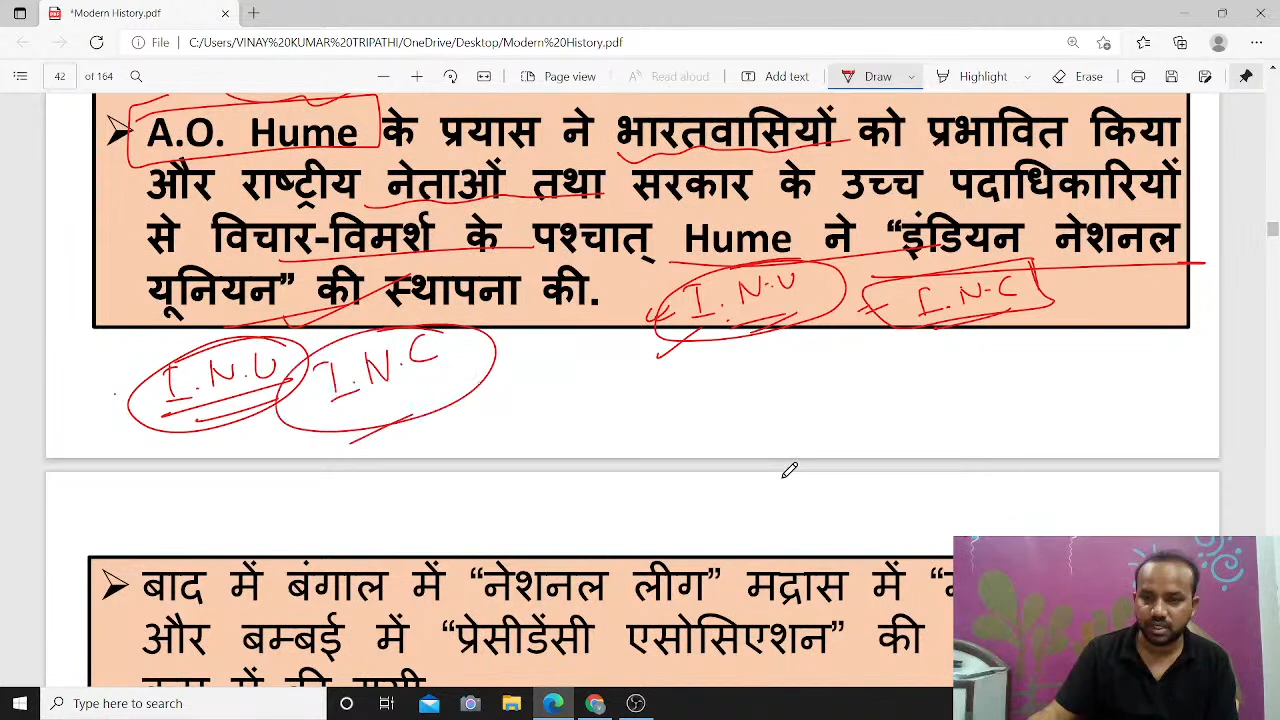 *Modern History.pdf
File C:/Users/VINAY%20KUMAR%20TRIPATHI/OneDrive/Desktop/Modern%20History.pdf
42 of 164 Page view Read aloud Add text Draw Highlight Erase
A.O. Hume के प्रयास ने भारतवासियों को प्रभावित किया
और राष्ट्रीय नेताओं तथा सरकार के उच्च पदाधिकारियों
से विचार-विमर्श के पश्चात् Hume ने “इंडियन नेशनल
यूनियन” की स्थापना की. I.N.U I.N.C
I.N.U I.N.C
बाद में बंगाल में “नेशनल लीग” मद्रास में
और बम्बई में “प्रेसीडेंसी एसोसिएशन” की
Type here to search